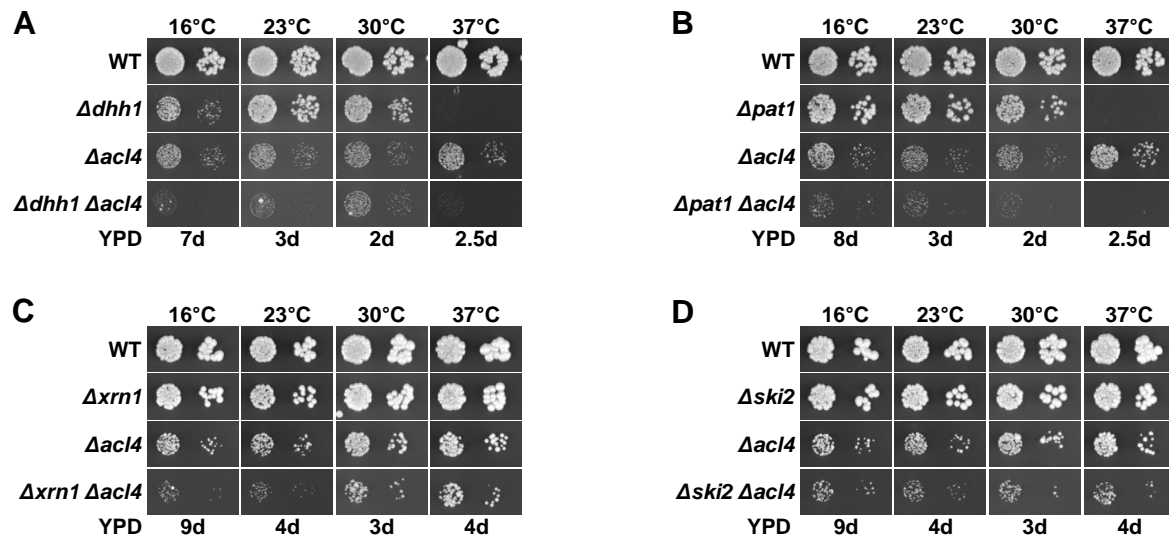 A
16°C 23°C 30°C 37°C
WT
Δdhh1
Δacl4
Δdhh1 Δacl4
YPD 7d 3d 2d 2.5d
B
16°C 23°C 30°C 37°C
WT
Δpat1
Δacl4
Δpat1 Δacl4
YPD 8d 3d 2d 2.5d
C
16°C 23°C 30°C 37°C
WT
Δxrn1
Δacl4
Δxrn1 Δacl4
YPD 9d 4d 3d 4d
D
16°C 23°C 30°C 37°C
WT
Δski2
Δacl4
Δski2 Δacl4
YPD 9d 4d 3d 4d